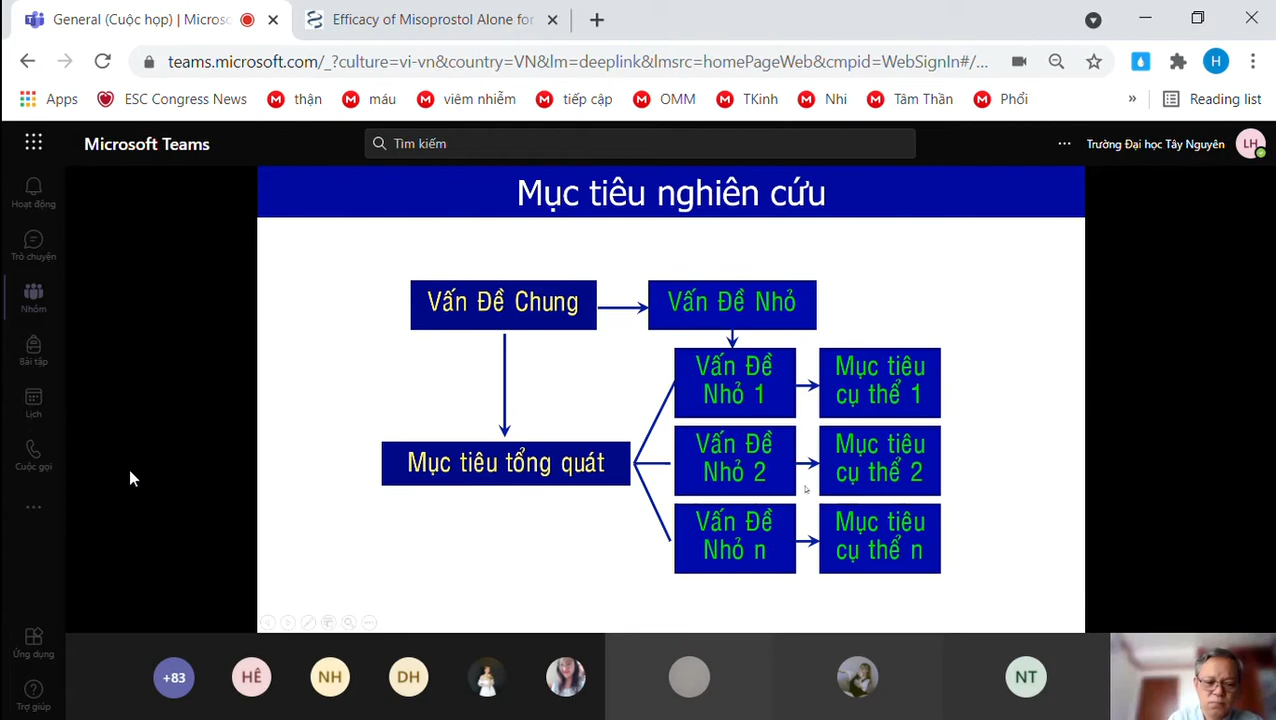 General (Cuộc họp) | Micros
Efficacy of Misoprostol Alone for
teams.microsoft.com/_?culture=vi-vn&country=VN&lm=deeplink&lmsrc=homePageWeb&cmpid=WebSignIn#/...
H
Apps
ESC Congress News
thận
máu
viêm nhiễm
tiếp cập
OMM
TKinh
Nhi
Tâm Thần
Phổi
»
Reading list
Microsoft Teams
Tìm kiếm
Trường Đại học Tây Nguyên
LH
Hoạt động
Trò chuyện
Nhóm
Bài tập
Lịch
Cuộc gọi
Ứng dụng
Trợ giúp
Mục tiêu nghiên cứu
Vấn Đề Chung
Vấn Đề Nhỏ
Vấn Đề
Nhỏ 1
Mục tiêu
cụ thể 1
Mục tiêu tổng quát
Vấn Đề
Nhỏ 2
Mục tiêu
cụ thể 2
Vấn Đề
Nhỏ n
Mục tiêu
cụ thể n
+83
HÊ
NH
DH
NT